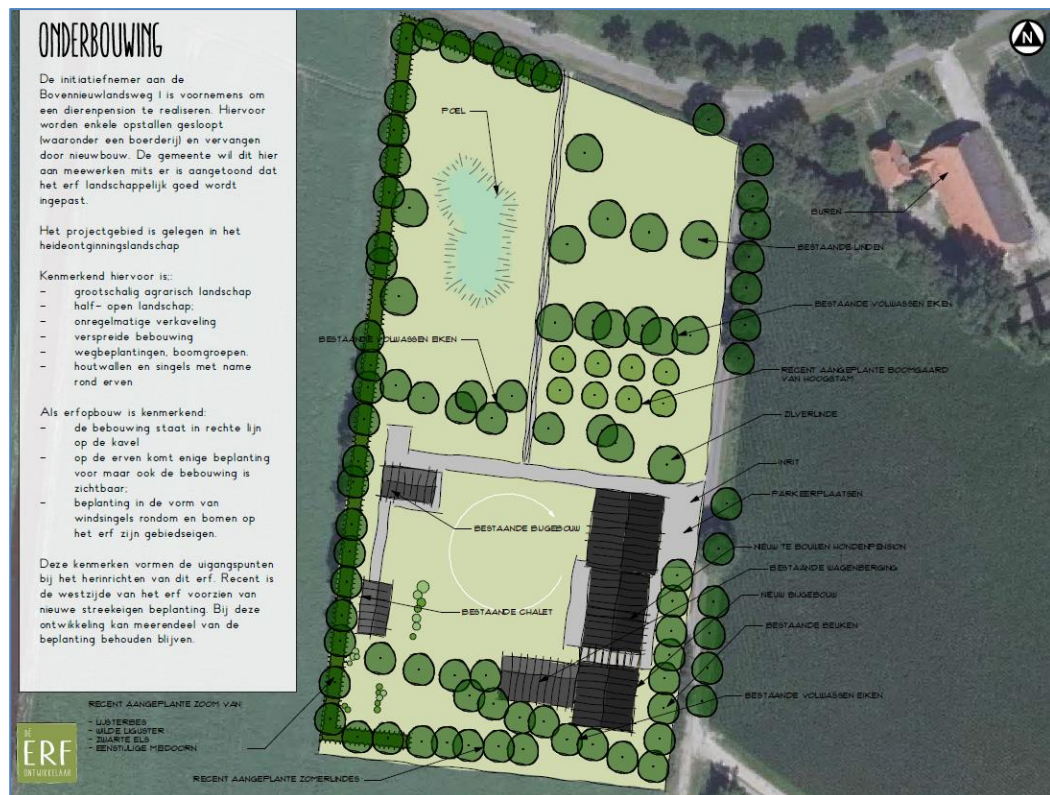 ONDERBOUWING
De initiatiefnemer aan de
Bovennieuwlandsweg 1 is voornemens om
een dierenpension te realiseren. Hiervoor
worden enkele opstallen gesloopt
(waaronder een boerderij) en vervangen
door nieuwbouw. De gemeente wil dit hier
aan meewerken mits er is aangetoond dat
het erf landschappelijk goed wordt
ingepast.
Het projectgebied is gelegen in het
heideontginningslandschap
Kenmerkend hiervoor is;:
- grootschalig agrarisch landschap
- half- open landschap;
- onregelmatige verkaveling
- verspreide bebouwing
- wegbeplantingen, boomgroepen.
- houtwallen en singels met name
rond erven
Als erfopbouw is kenmerkend:
- de bebouwing staat in rechte lijn
op de kavel
- op de erven komt enige beplanting
voor maar ook de bebouwing is
zichtbaar;
- beplanting in de vorm van
windsingels rondom en bomen op
het erf zijn gebiedseigen.
Deze kenmerken vormen de uigangspunten
bij het herinrichten van dit erf. Recent is
de westzijde van het erf voorzien van
nieuwe streekeigen beplanting. Bij deze
ontwikkeling kan meerendeel van de
beplanting behouden blijven.
N
POEL
BUREN
BESTAANDE LINDEN
BESTAANDE VOLWASSEN EIKEN
BESTAANDE VOLWASSEN EIKEN
RECENT AANGEPLANTE BOOMGAARD
VAN HOOGSTAM
ZILVERLINDE
INRIT
PARKEERPLAATSEN
BESTAANDE BIJGEBOUW
NIEUW TE BOUWEN HONDENPENSION
BESTAANDE WAGENBERGING
NIEUW BIJGEBOUW
BESTAANDE CHALET
BESTAANDE BEUKEN
BESTAANDE VOLWASSEN EIKEN
RECENT AANGEPLANTE ZOOM VAN
- LIJSTERBES
- WILDE LIGUSTER
- ZWARTE ELS
- EENSTIJLIGE MEIDOORN
RECENT AANGEPLANTE ZOMERLINDES
DE
ERF
ONTWIKKELAAR